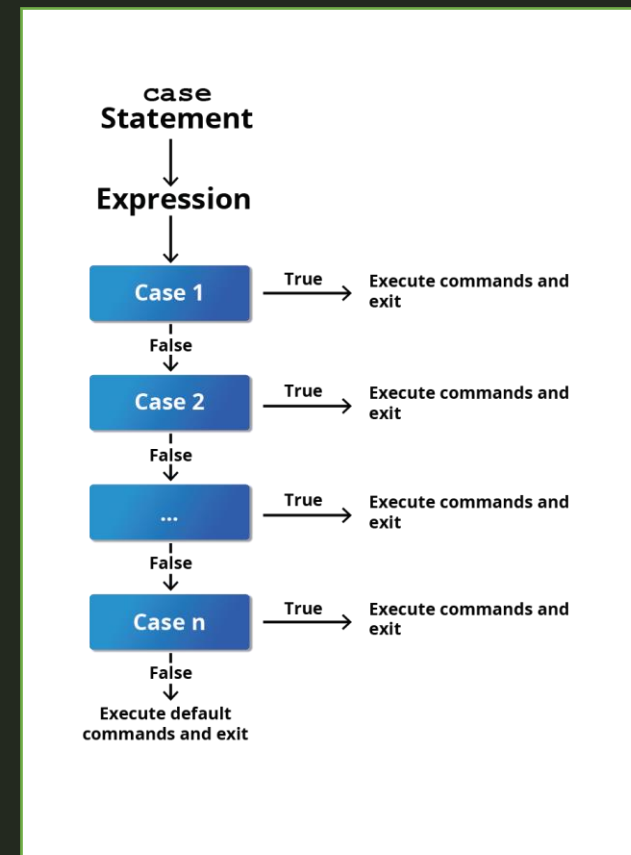 case
Statement
Expression
Case 1
True
Execute commands and
exit
False
Case 2
True
Execute commands and
exit
False
...
True
Execute commands and
exit
False
Case n
True
Execute commands and
exit
False
Execute default
commands and exit